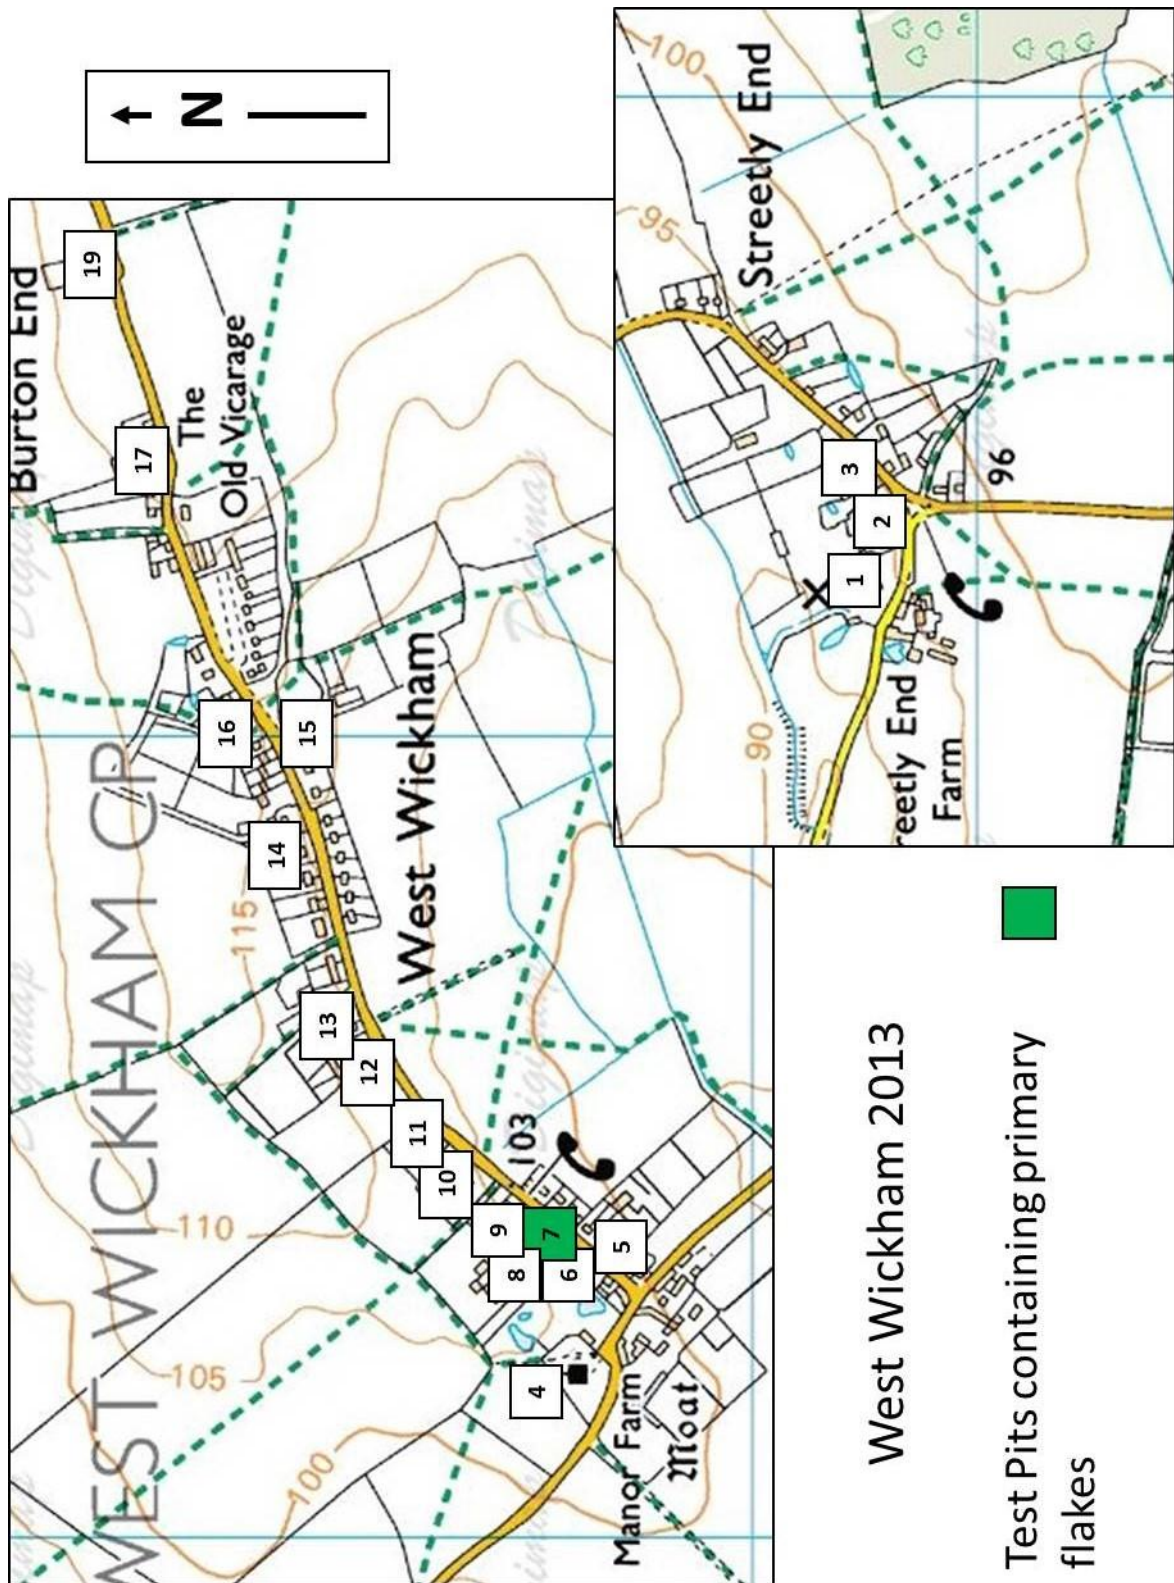 N
Burton End
19
17
The
Old Vicarage
WEST WICKHAM CP
16
15
14
115
West Wickham
13
12
11
10
103
110
9
8
7
6
5
105
4
100
Manor Farm
Moat
100
Streetly End
95
3
2
1
96
90
reetly End
Farm
West Wickham 2013
Test Pits containing primary
flakes